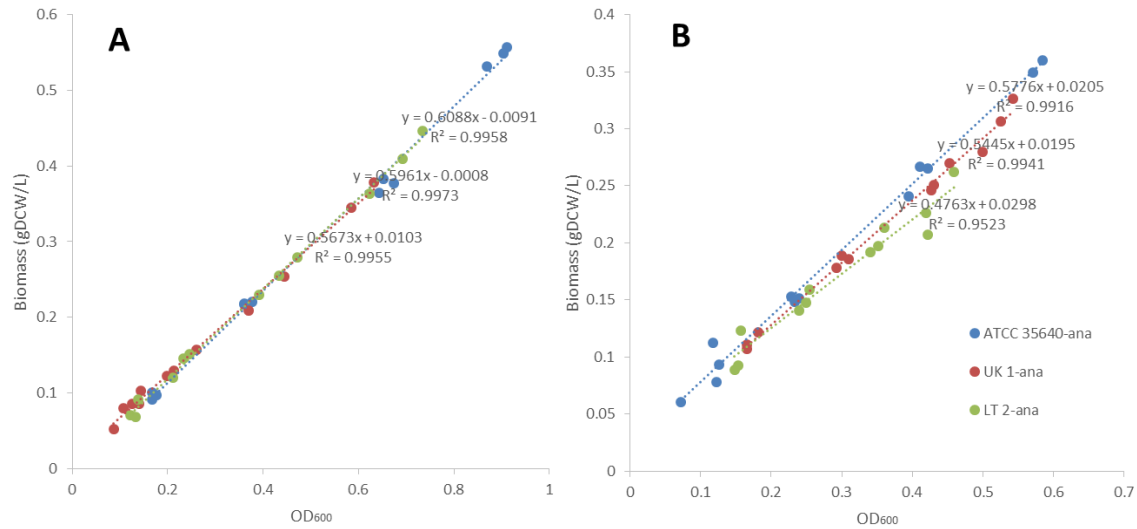 A
0.6
0.5
0.4
0.3
0.2
0.1
0
Biomass (gDCW/L)
y = 0.6088x - 0.0091
R² = 0.9958
y = 0.5961x - 0.0008
R² = 0.9973
y = 0.5673x + 0.0103
R² = 0.9955
0 0.2 0.4 0.6 0.8 1
OD₆₀₀
B
0.4
0.35
0.3
0.25
0.2
0.15
0.1
0.05
0
Biomass (gDCW/L)
y = 0.5776x + 0.0205
R² = 0.9916
y = 0.5445x + 0.0195
R² = 0.9941
y = 0.4763x + 0.0298
R² = 0.9523
ATCC 35640-ana
UK 1-ana
LT 2-ana
0 0.1 0.2 0.3 0.4 0.5 0.6 0.7
OD₆₀₀